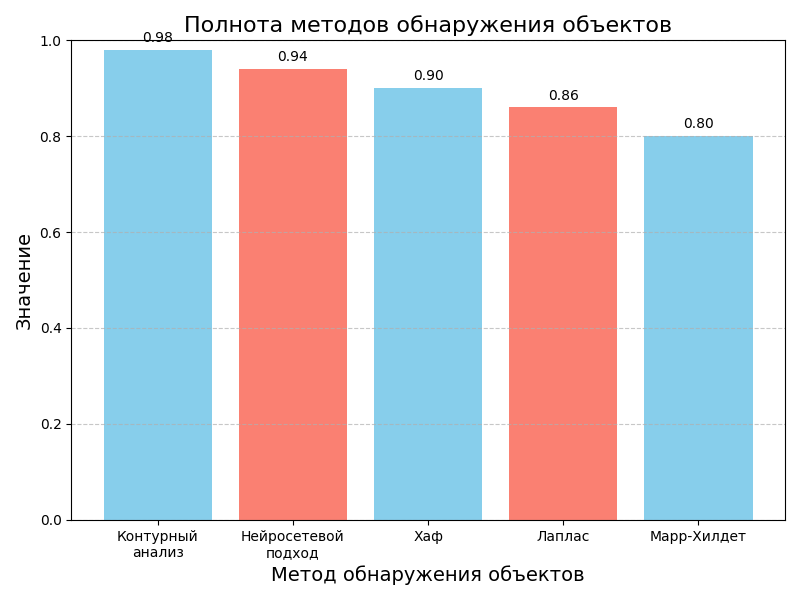 Полнота методов обнаружения объектов
1.0
0.8
0.6
0.4
0.2
0.0
Значение
0.98
0.94
0.90
0.86
0.80
Контурный
анализ
Нейросетевой
подход
Хаф
Лаплас
Марр-Хилдет
Метод обнаружения объектов